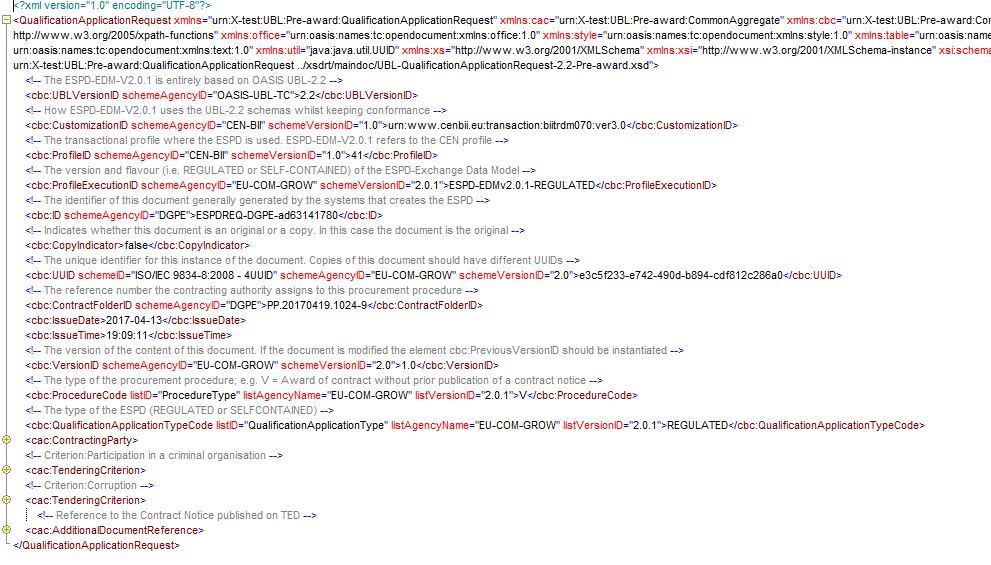 <?xml version="1.0" encoding="UTF-8"?>
<QualificationApplicationRequest xmlns="urn:X-test:UBL:Pre-award:QualificationApplicationRequest" xmlns:cac="urn:X-test:UBL:Pre-award:CommonAggregate" xmlns:cbc="urn:X-test:UBL:Pre-award:Cor
http://www.w3.org/2005/xpath-functions" xmlns:office="urn:oasis:names:tc:opendocument:xmlns:office:1.0" xmlns:style="urn:oasis:names:tc:opendocument:xmlns:style:1.0" xmlns:table="urn:oasis:nam
urn:oasis:names:tc:opendocument:xmlns:text:1.0" xmlns:util="java:java.util.UUID" xmlns:xs="http://www.w3.org/2001/XMLSchema" xmlns:xsi="http://www.w3.org/2001/XMLSchema-instance" xsi:schema
urn:X-test:UBL:Pre-award:QualificationApplicationRequest ../xsdrt/maindoc/UBL-QualificationApplicationRequest-2.2-Pre-award.xsd">
<!-- The ESPD-EDM-V2.0.1 is entirely based on OASIS UBL-2.2 -->
<cbc:UBLVersionID schemeAgencyID="OASIS-UBL-TC">2.2</cbc:UBLVersionID>
<!-- How ESPD-EDM-V2.0.1 uses the UBL-2.2 schemas whilst keeping conformance -->
<cbc:CustomizationID schemeAgencyID="CEN-BII" schemeVersionID="1.0">urn:www.cenbii.eu:transaction:biitrdm070:ver3.0</cbc:CustomizationID>
<!-- The transactional profile where the ESPD is used. ESPD-EDM-V2.0.1 refers to the CEN profile -->
<cbc:ProfileID schemeAgencyID="CEN-BII" schemeVersionID="1.0">41</cbc:ProfileID>
<!-- The version and flavour (i.e. REGULATED or SELF-CONTAINED) of the ESPD-Exchange Data Model -->
<cbc:ProfileExecutionID schemeAgencyID="EU-COM-GROW" schemeVersionID="2.0.1">ESPD-EDMv2.0.1-REGULATED</cbc:ProfileExecutionID>
<!-- The identifier of this document generally generated by the systems that creates the ESPD -->
<cbc:ID schemeAgencyID="DGPE">ESPDREQ-DGPE-ad63141780</cbc:ID>
<!-- Indicates whether this document is an original or a copy. In this case the document is the original -->
<cbc:CopyIndicator>false</cbc:CopyIndicator>
<!-- The unique identifier for this instance of the document. Copies of this document should have different UUIDs -->
<cbc:UUID schemeID="ISO/IEC 9834-8:2008 - 4UUID" schemeAgencyID="EU-COM-GROW" schemeVersionID="2.0">e3c5f233-e742-490d-b894-cdf812c286a0</cbc:UUID>
<!-- The reference number the contracting authority assigns to this procurement procedure -->
<cbc:ContractFolderID schemeAgencyID="DGPE">PP.20170419.1024-9</cbc:ContractFolderID>
<cbc:IssueDate>2017-04-13</cbc:IssueDate>
<cbc:IssueTime>19:09:11</cbc:IssueTime>
<!-- The version of the content of this document. If the document is modified the element cbc:PreviousVersionID should be instantiated -->
<cbc:VersionID schemeAgencyID="EU-COM-GROW" schemeVersionID="2.0">1.0</cbc:VersionID>
<!-- The type of the procurement procedure; e.g. V = Award of contract without prior publication of a contract notice -->
<cbc:ProcedureCode listID="ProcedureType" listAgencyName="EU-COM-GROW" listVersionID="2.0.1">V</cbc:ProcedureCode>
<!-- The type of the ESPD (REGULATED or SELFCONTAINED) -->
<cbc:QualificationApplicationTypeCode listID="QualificationApplicationType" listAgencyName="EU-COM-GROW" listVersionID="2.0.1">REGULATED</cbc:QualificationApplicationTypeCode>
<cac:ContractingParty>
<!-- Criterion:Participation in a criminal organisation -->
<cac:TenderingCriterion>
<!-- Criterion:Corruption -->
<cac:TenderingCriterion>
<!-- Reference to the Contract Notice published on TED -->
<cac:AdditionalDocumentReference>
</QualificationApplicationRequest>